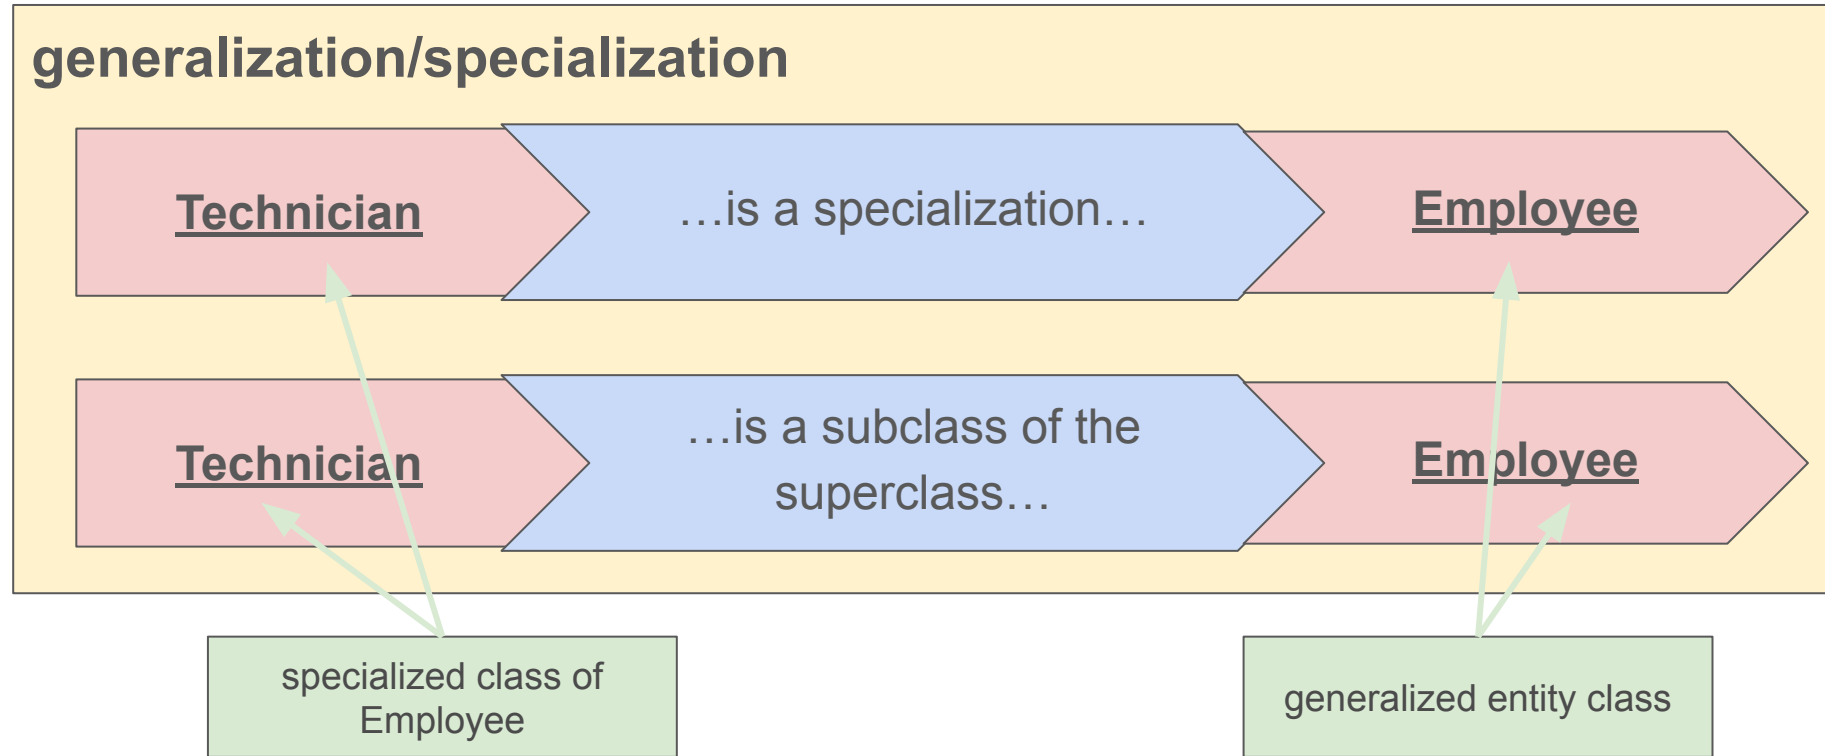 generalization/specialization
Technician
…is a specialization…
Employee
Technician
…is a subclass of the
superclass…
Employee
specialized class of
Employee
generalized entity class